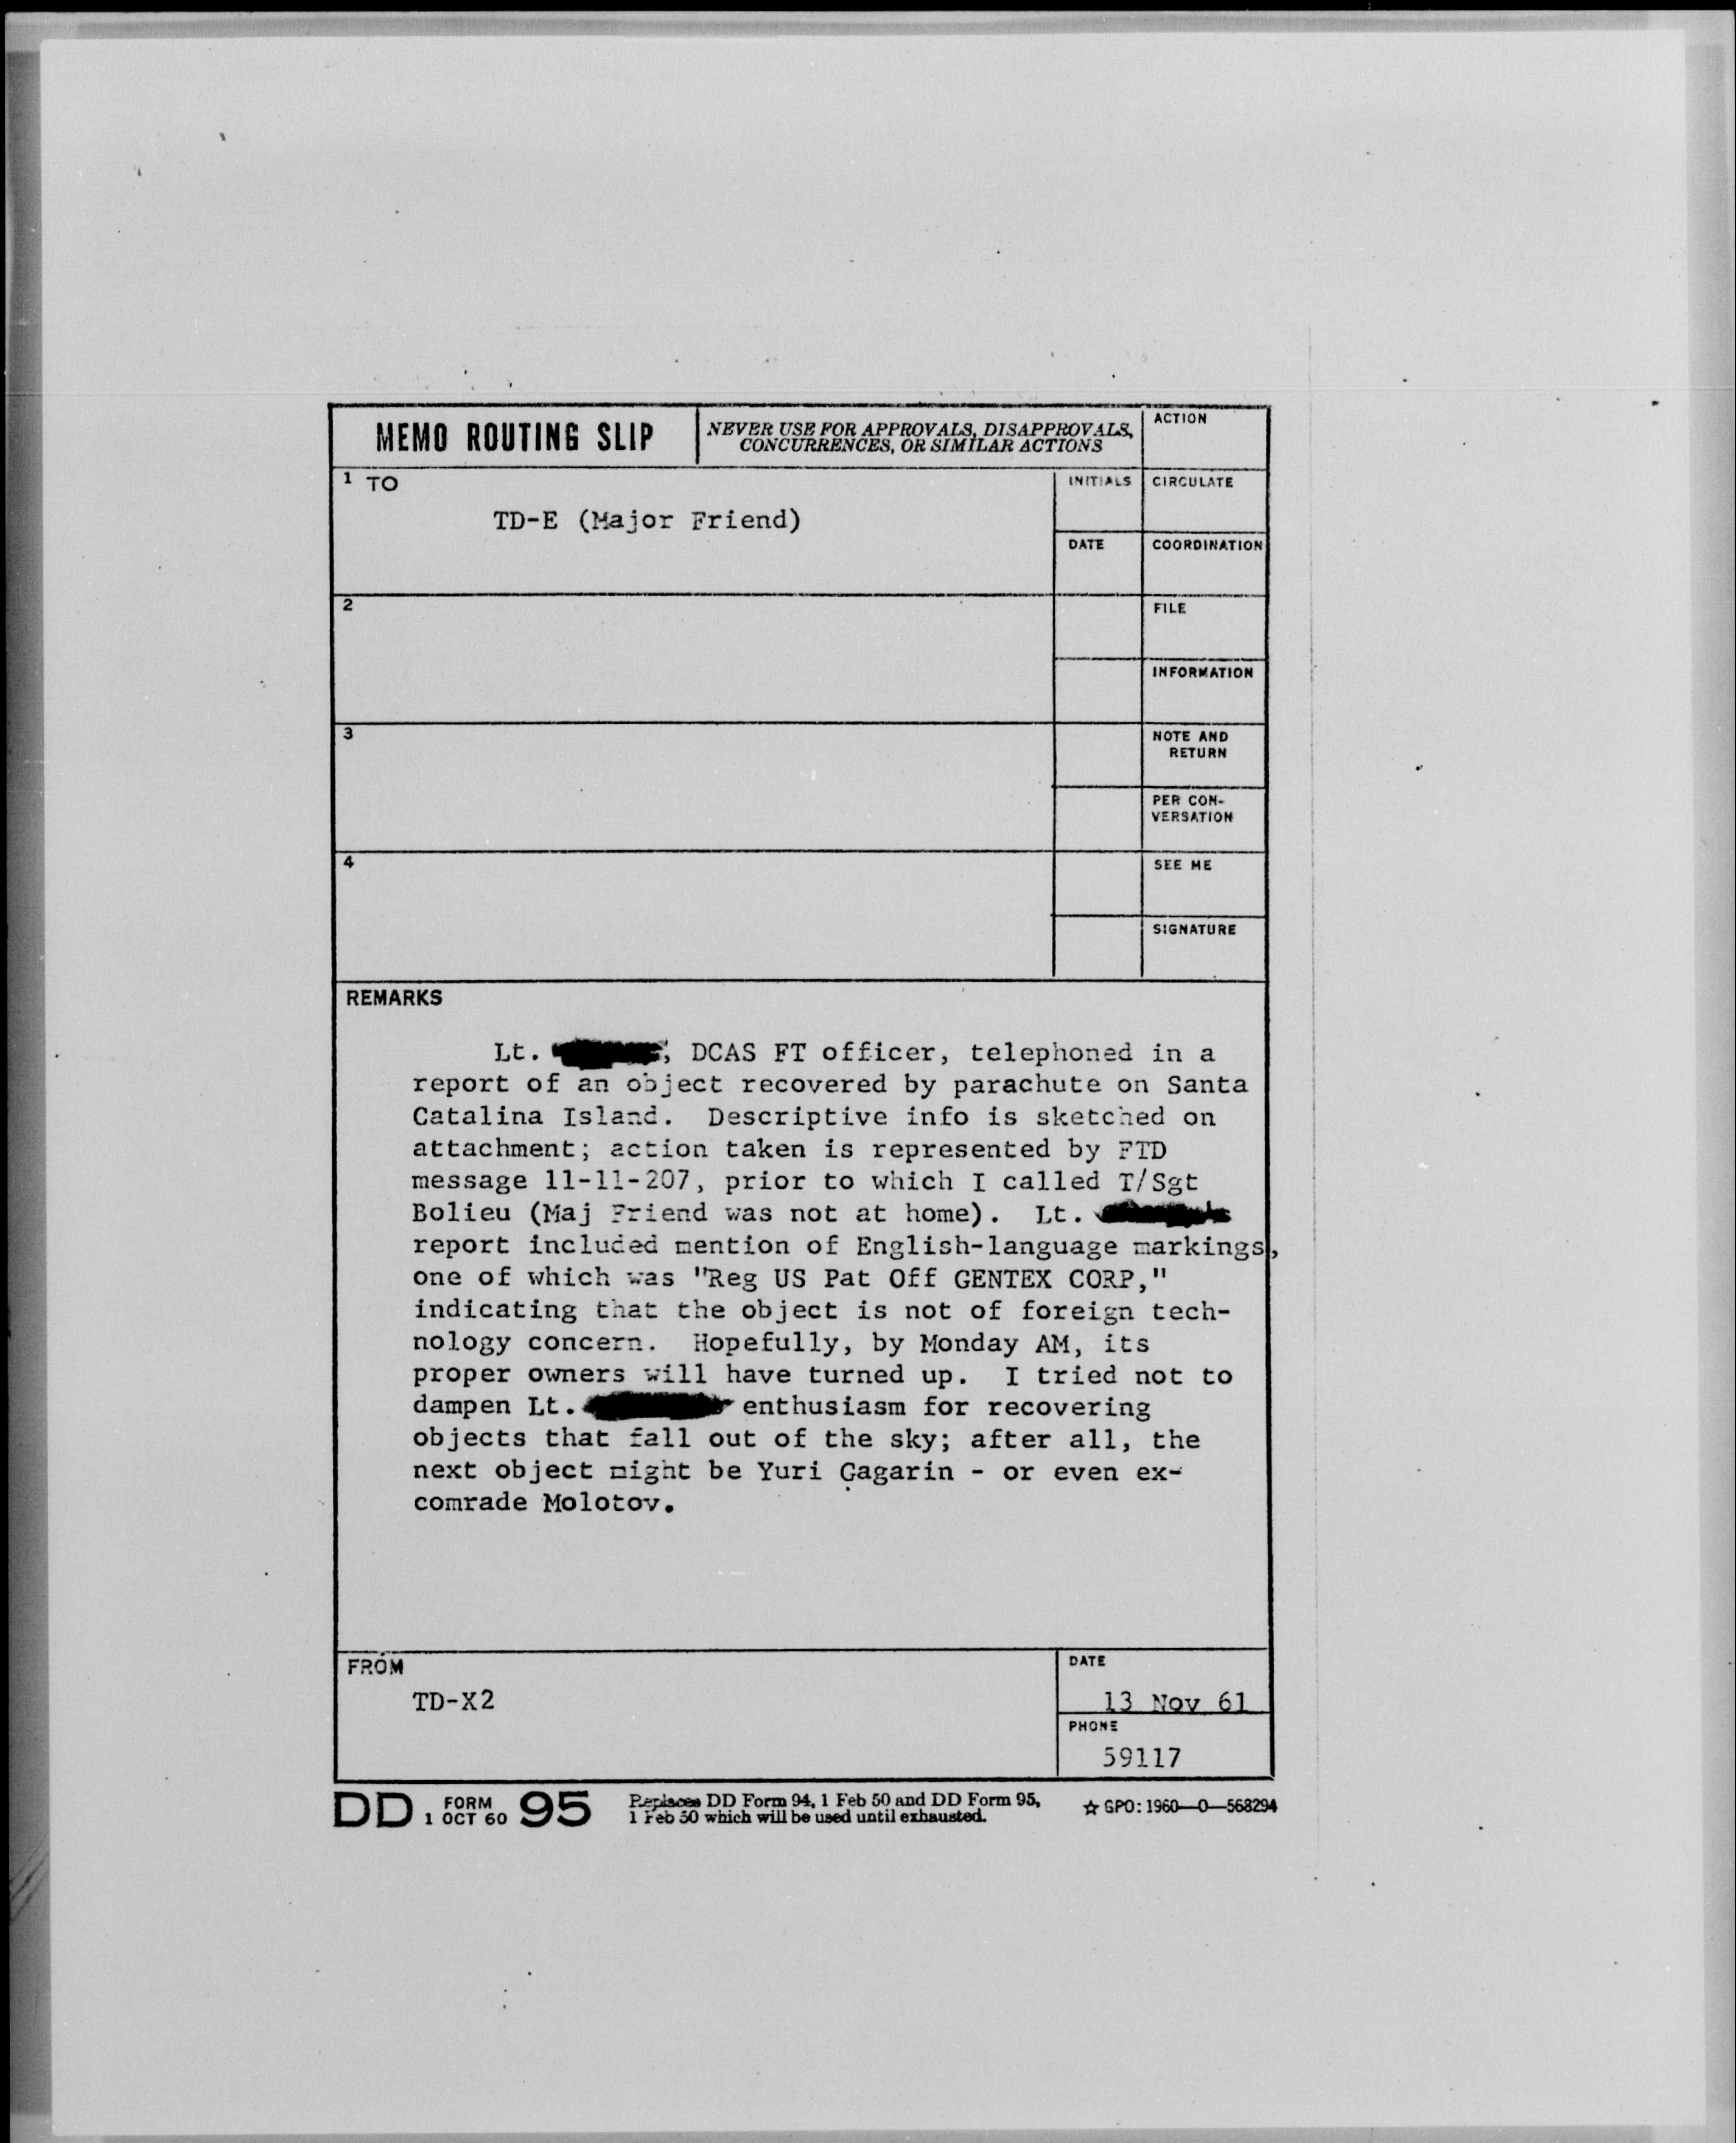 MEMO ROUTING SLIP
NEVER USE FOR APPROVALS, DISAPPROVALS,
CONCURRENCES, OR SIMILAR ACTIONS
ACTION
1 TO
TD-E (Major Friend)
INITIALS
CIRCULATE
DATE
COORDINATION
2
FILE
INFORMATION
3
NOTE AND
RETURN
PER CON-
VERSATION
4
SEE ME
SIGNATURE
REMARKS
Lt. , DCAS FT officer, telephoned in a
report of an object recovered by parachute on Santa
Catalina Island. Descriptive info is sketched on
attachment; action taken is represented by FTD
message 11-11-207, prior to which I called T/Sgt
Bolieu (Maj Friend was not at home). Lt.
report included mention of English-language markings,
one of which was "Reg US Pat Off GENTEX CORP,"
indicating that the object is not of foreign tech-
nology concern. Hopefully, by Monday AM, its
proper owners will have turned up. I tried not to
dampen Lt. enthusiasm for recovering
objects that fall out of the sky; after all, the
next object might be Yuri Gagarin - or even ex-
comrade Molotov.
FROM
TD-X2
DATE
13 Nov 61
PHONE
59117
DD FORM 1 OCT 60 95
Replaces DD Form 94, 1 Feb 50 and DD Form 95,
1 Feb 50 which will be used until exhausted.
☆ GPO: 1960—O—568294